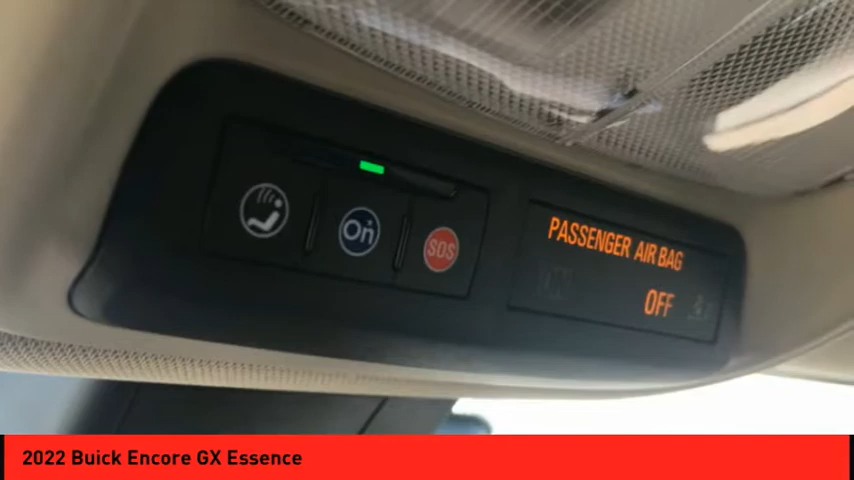 On
SOS
PASSENGER AIR BAG
OFF
2022 Buick Encore GX Essence